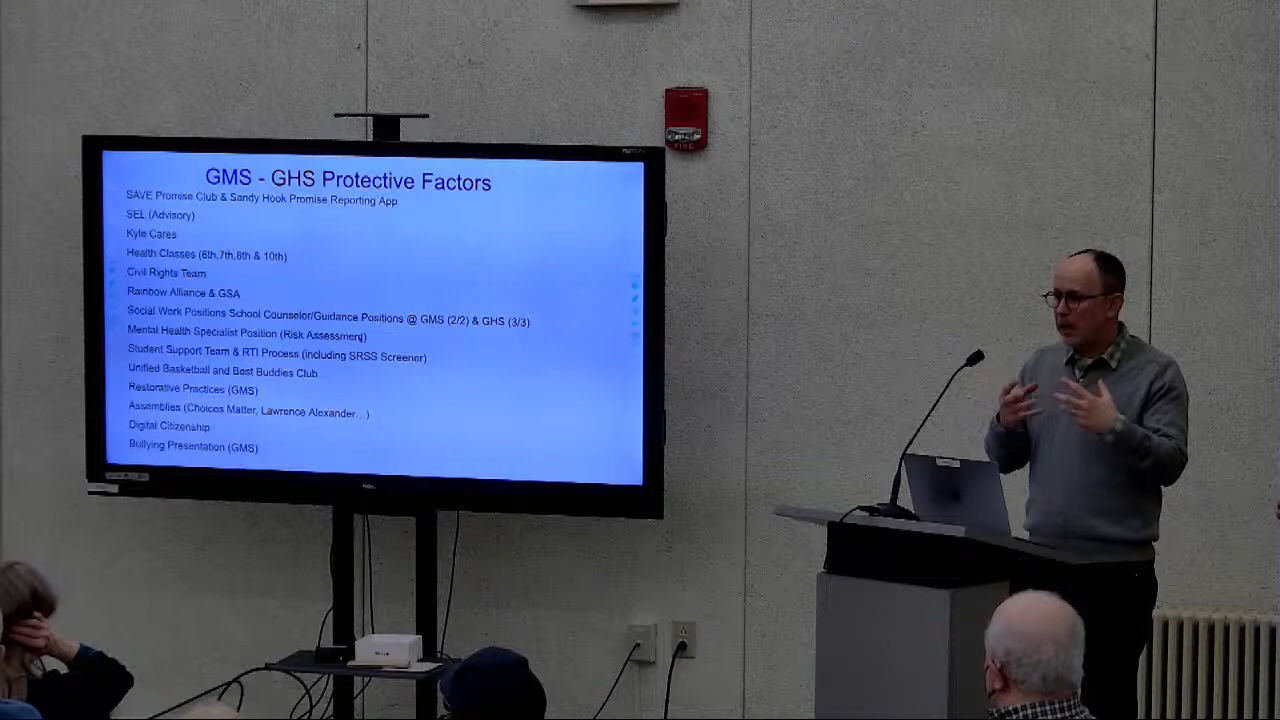 GMS - GHS Protective Factors
SAVE Promise Club & Sandy Hook Promise Reporting App
SEL (Advisory)
Kyle Cares
Health Classes (6th,7th,8th & 10th)
Civil Rights Team
Rainbow Alliance & GSA
Social Work Positions School Counselor/Guidance Positions @ GMS (2/2) & GHS (3/3)
Mental Health Specialist Position (Risk Assessment)
Student Support Team & RTI Process (including SRSS Screener)
Unified Basketball and Best Buddies Club
Restorative Practices (GMS)
Assemblies (Choices Matter, Lawrence Alexander...)
Digital Citizenship
Bullying Presentation (GMS)
FIRE